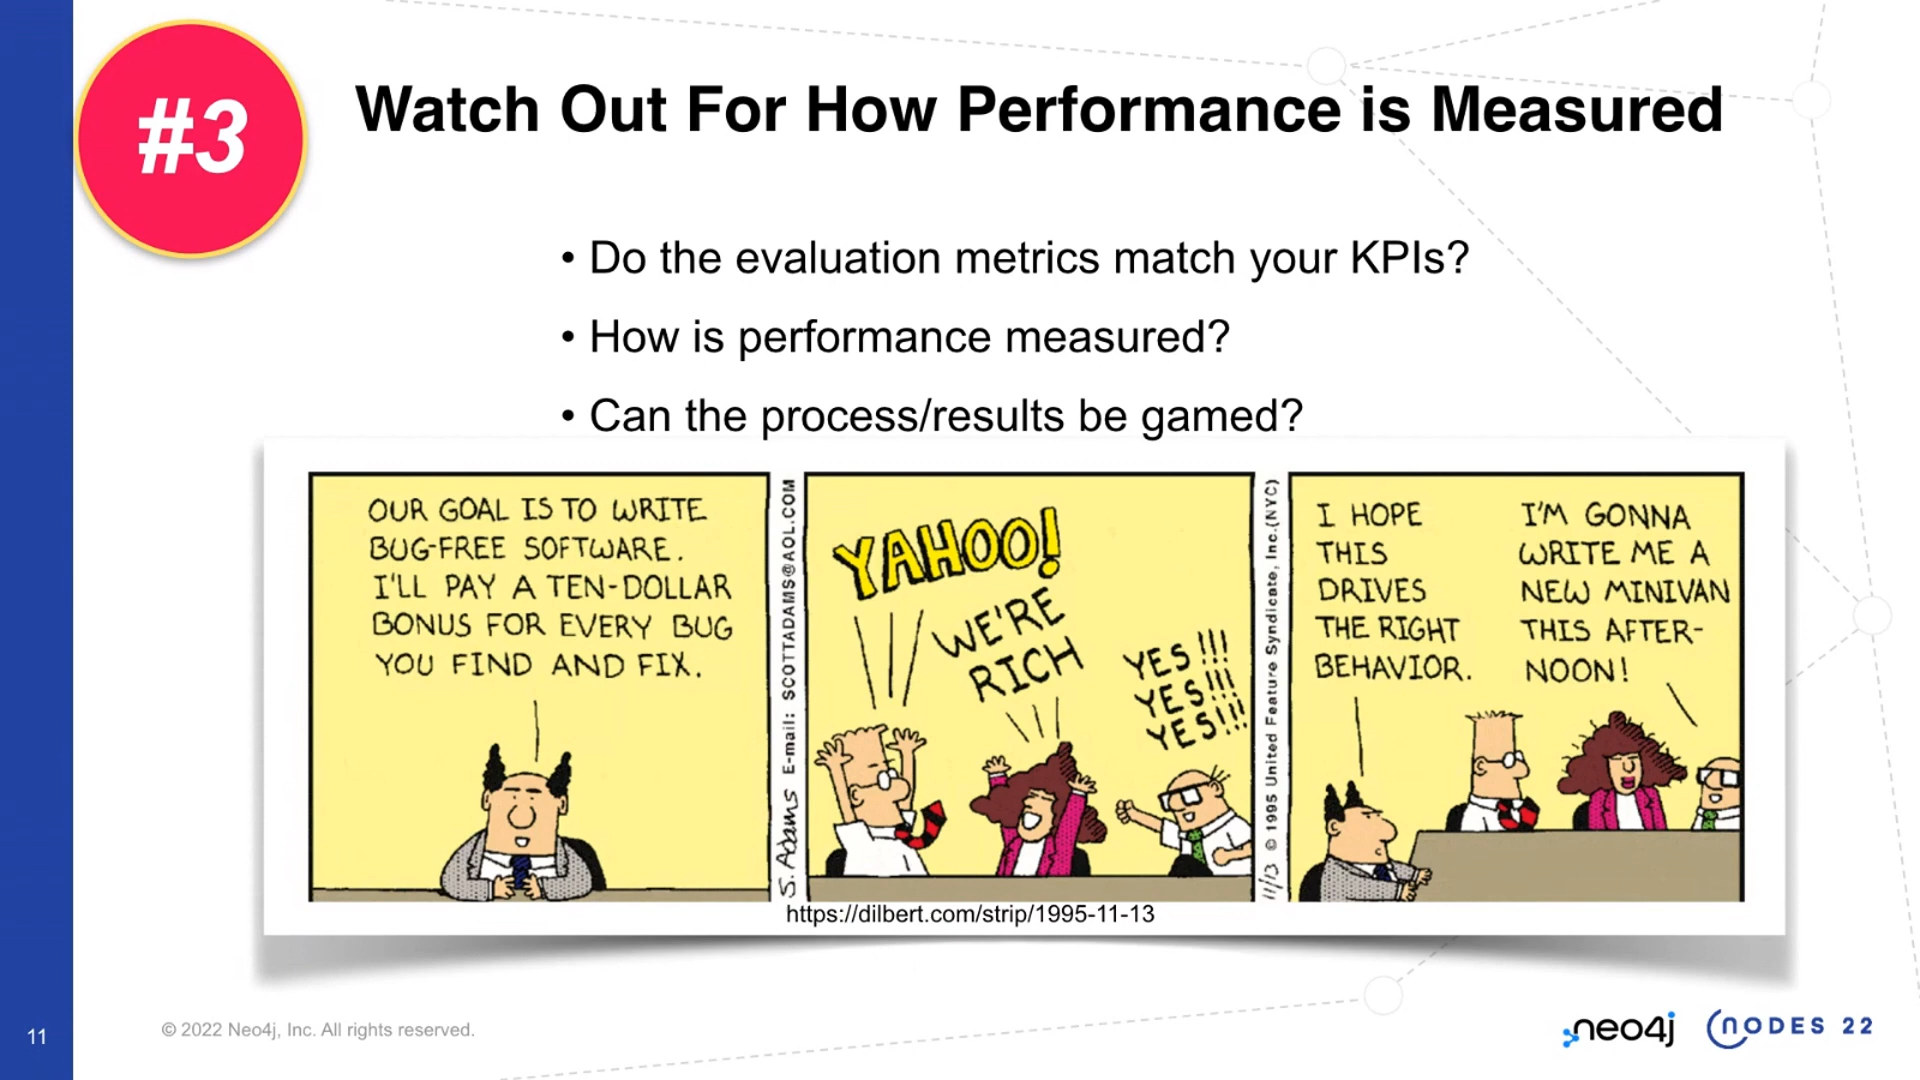 #3
Watch Out For How Performance is Measured
• Do the evaluation metrics match your KPIs?
• How is performance measured?
• Can the process/results be gamed?
OUR GOAL IS TO WRITE
BUG-FREE SOFTWARE.
I'LL PAY A TEN-DOLLAR
BONUS FOR EVERY BUG
YOU FIND AND FIX.
S. Adams E-mail: SCOTTADAMS@AOL.COM
YAHOO!
WE'RE
RICH
YES!!!
YES!!!
YES!!!
11/13 © 1995 United Feature Syndicate, Inc.(NYC)
I HOPE
THIS
DRIVES
THE RIGHT
BEHAVIOR.
I'M GONNA
WRITE ME A
NEW MINIVAN
THIS AFTER-
NOON!
https://dilbert.com/strip/1995-11-13
11
© 2022 Neo4j, Inc. All rights reserved.
neo4j
NODES 22